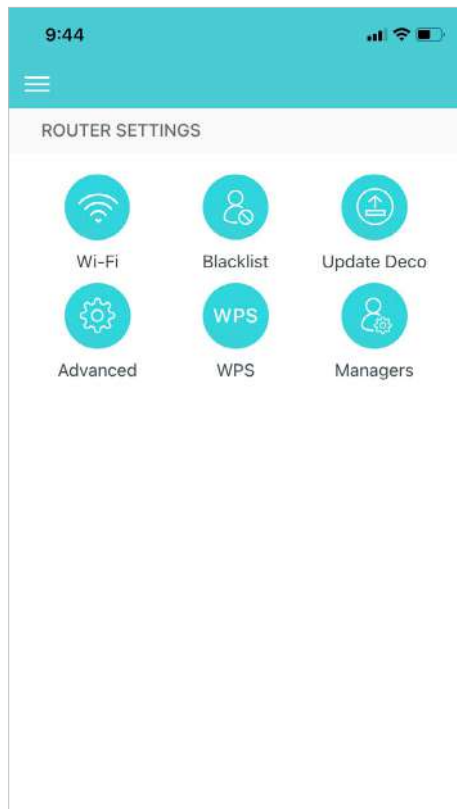 9:44
ROUTER SETTINGS
Wi-Fi Blacklist Update Deco
WPS
Advanced WPS Managers